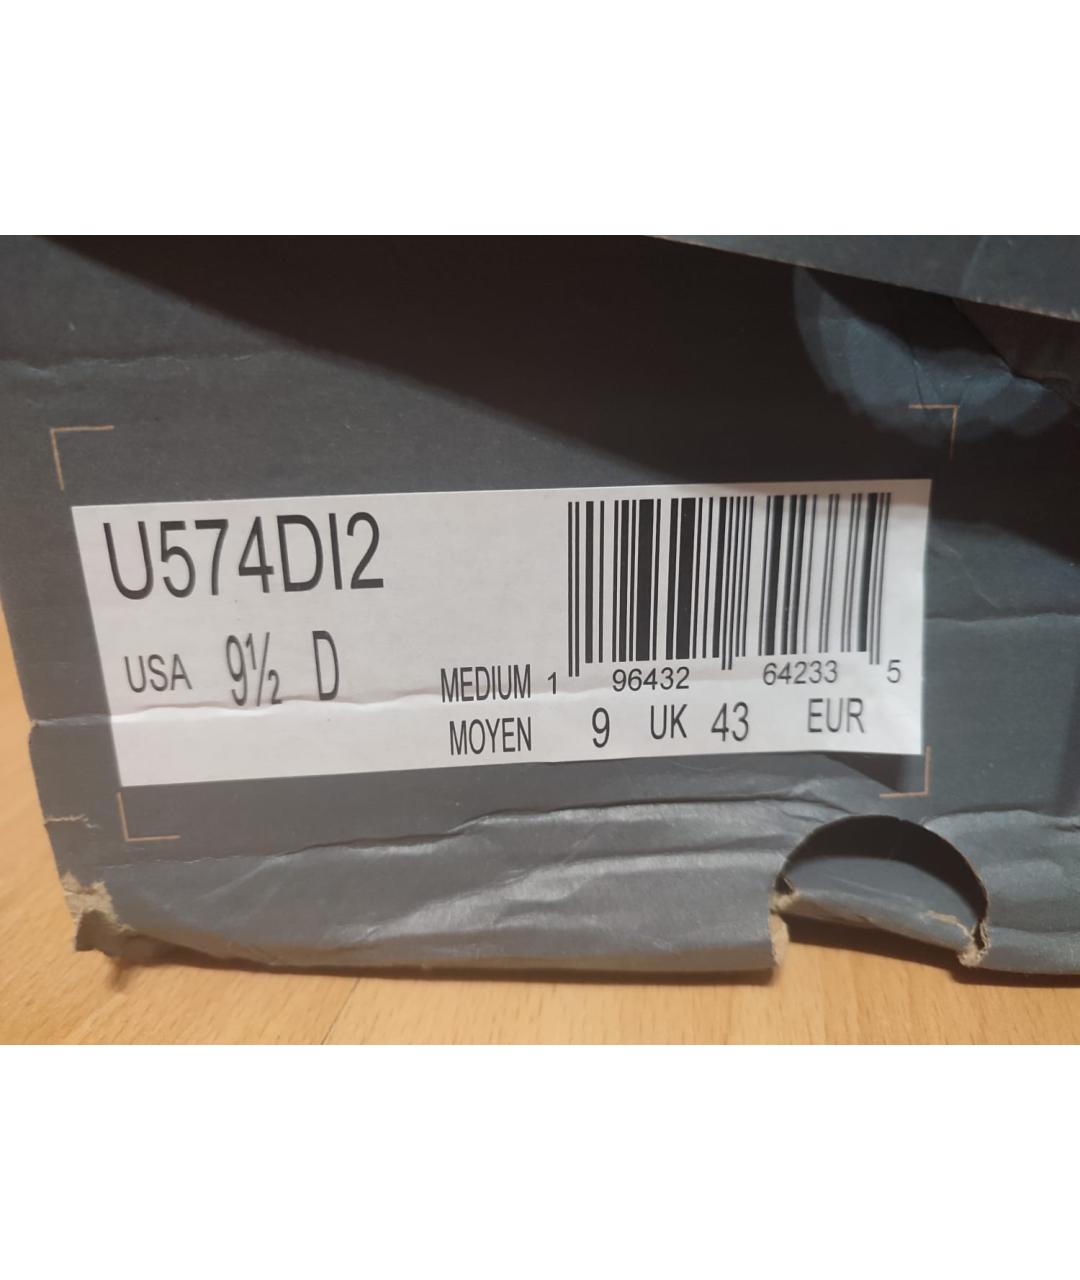 U574DI2
USA 9½ D
MEDIUM 1 96432 64233 5
MOYEN 9 UK 43 EUR